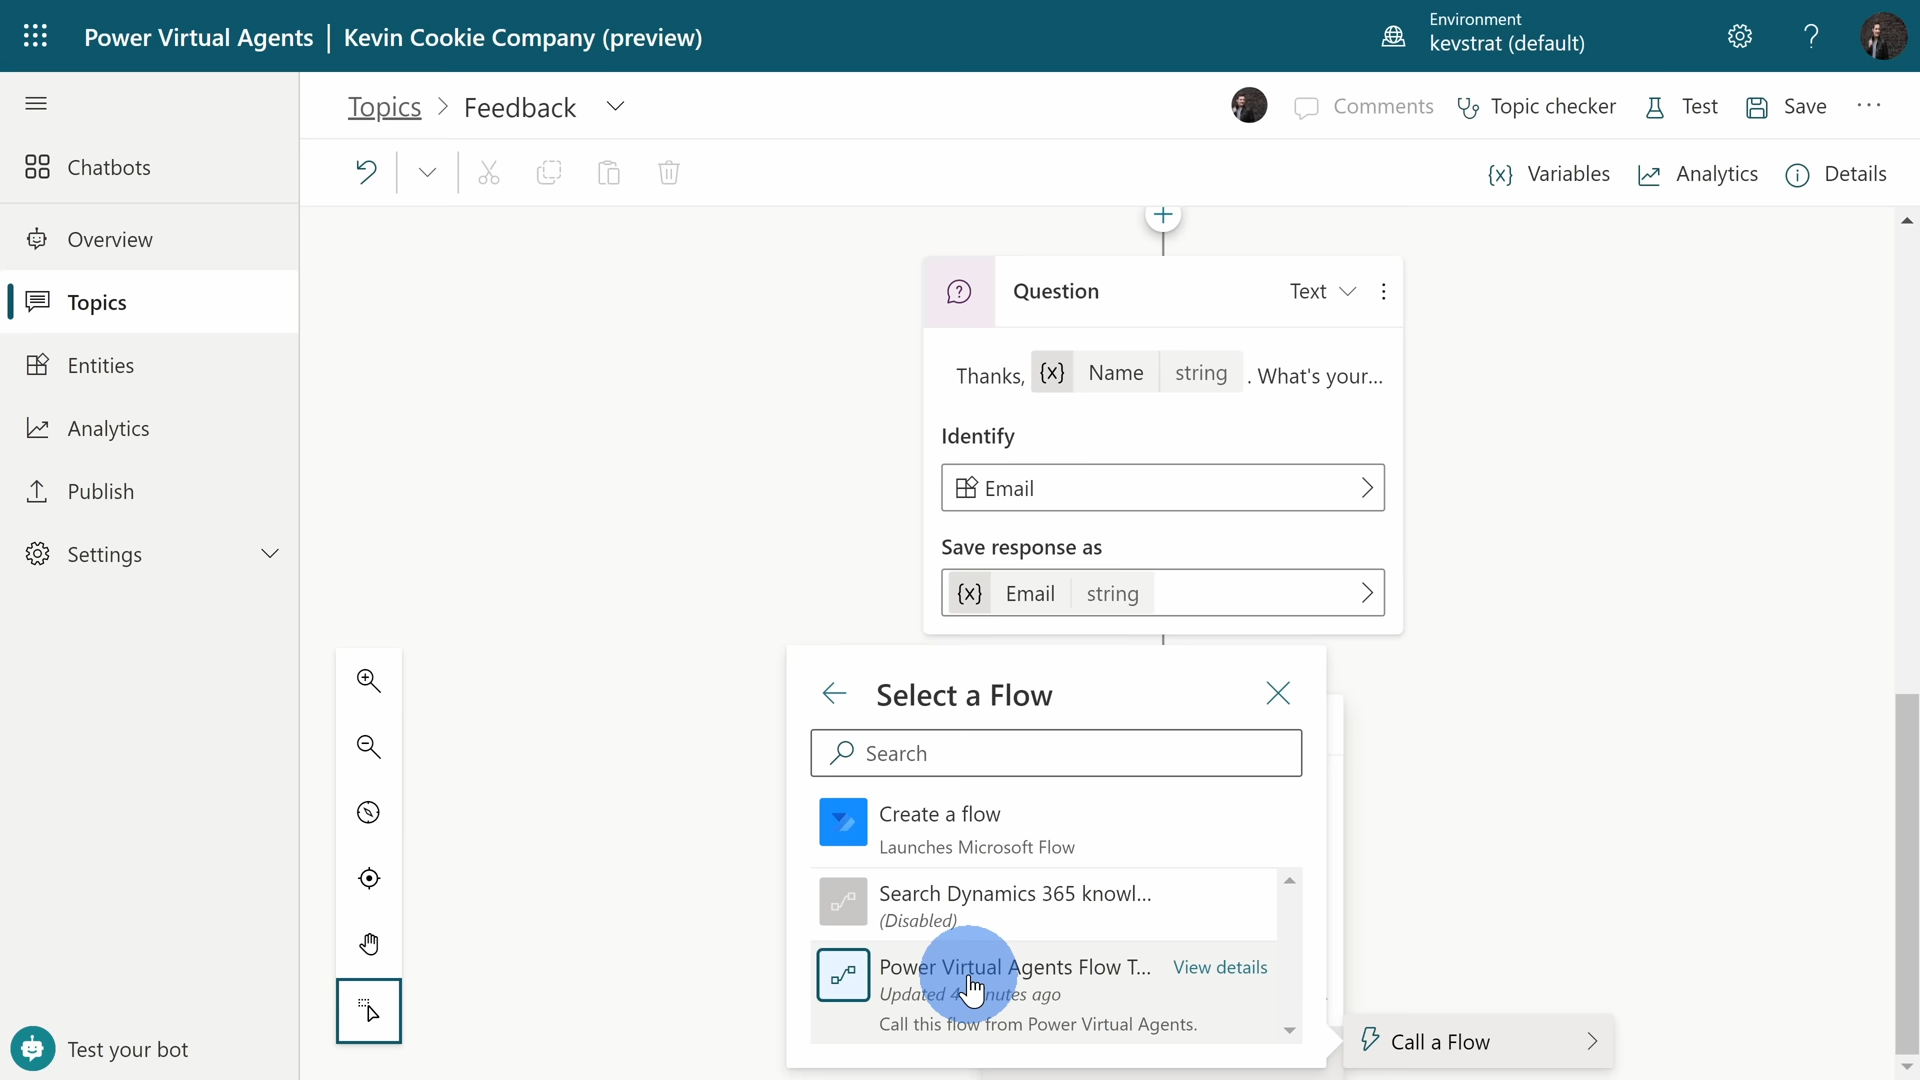 Power Virtual Agents | Kevin Cookie Company (preview)
Environment
kevstrat (default)
Topics > Feedback
Comments
Topic checker
Test
Save
Variables
Analytics
Details
Chatbots
Overview
Topics
Entities
Analytics
Publish
Settings
Test your bot
Question
Text
Thanks, {x} Name string . What's your...
Identify
Email
Save response as
{x} Email string
Select a Flow
Search
Create a flow
Launches Microsoft Flow
Search Dynamics 365 knowl...
(Disabled)
Power Virtual Agents Flow T... View details
Updated 4 ago
Call this flow from Power Virtual Agents.
Call a Flow